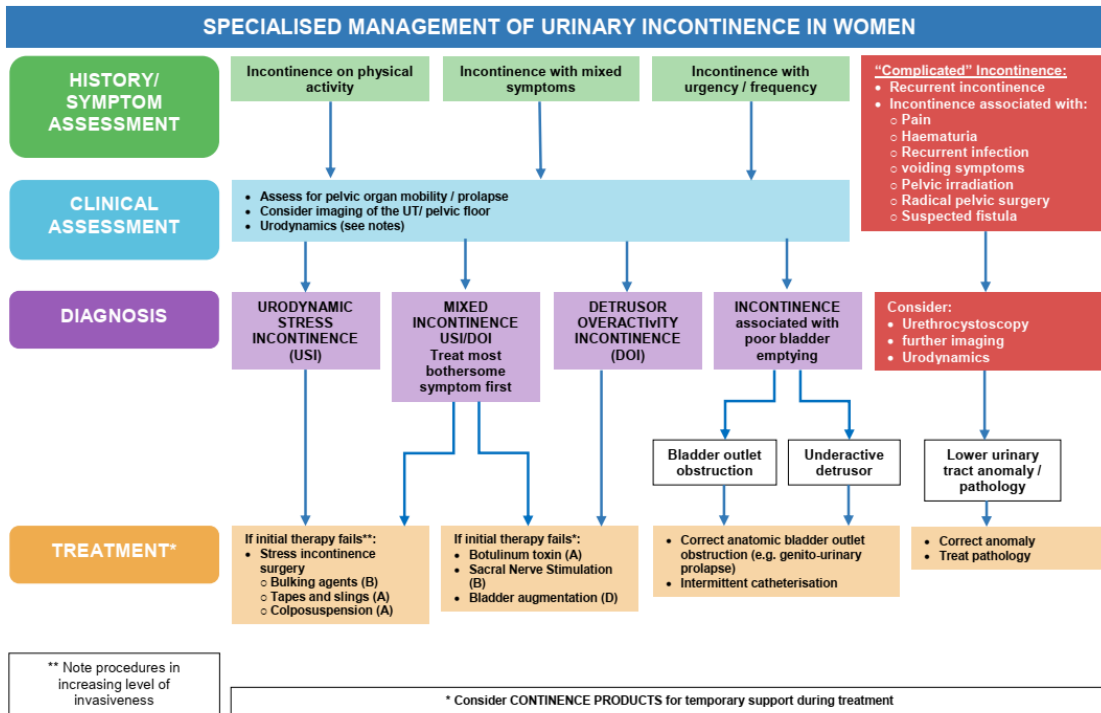 SPECIALISED MANAGEMENT OF URINARY INCONTINENCE IN WOMEN
HISTORY/
SYMPTOM
ASSESSMENT
Incontinence on physical
activity
Incontinence with mixed
symptoms
Incontinence with
urgency / frequency
“Complicated” Incontinence:
• Recurrent incontinence
• Incontinence associated with:
o Pain
o Haematuria
o Recurrent infection
o voiding symptoms
o Pelvic irradiation
o Radical pelvic surgery
o Suspected fistula
CLINICAL
ASSESSMENT
• Assess for pelvic organ mobility / prolapse
• Consider imaging of the UT/ pelvic floor
• Urodynamics (see notes)
DIAGNOSIS
URODYNAMIC
STRESS
INCONTINENCE
(USI)
MIXED
INCONTINENCE
USI/DOI
Treat most
bothersome
symptom first
DETRUSOR
OVERACTIvITY
INCONTINENCE
(DOI)
INCONTINENCE
associated with
poor bladder
emptying
Consider:
• Urethrocystoscopy
• further imaging
• Urodynamics
Bladder outlet
obstruction
Underactive
detrusor
Lower urinary
tract anomaly /
pathology
TREATMENT*
If initial therapy fails**:
• Stress incontinence
surgery
o Bulking agents (B)
o Tapes and slings (A)
o Colposuspension (A)
If initial therapy fails*:
• Botulinum toxin (A)
• Sacral Nerve Stimulation
(B)
• Bladder augmentation (D)
• Correct anatomic bladder outlet
obstruction (e.g. genito-urinary
prolapse)
• Intermittent catheterisation
• Correct anomaly
• Treat pathology
** Note procedures in
increasing level of
invasiveness
* Consider CONTINENCE PRODUCTS for temporary support during treatment